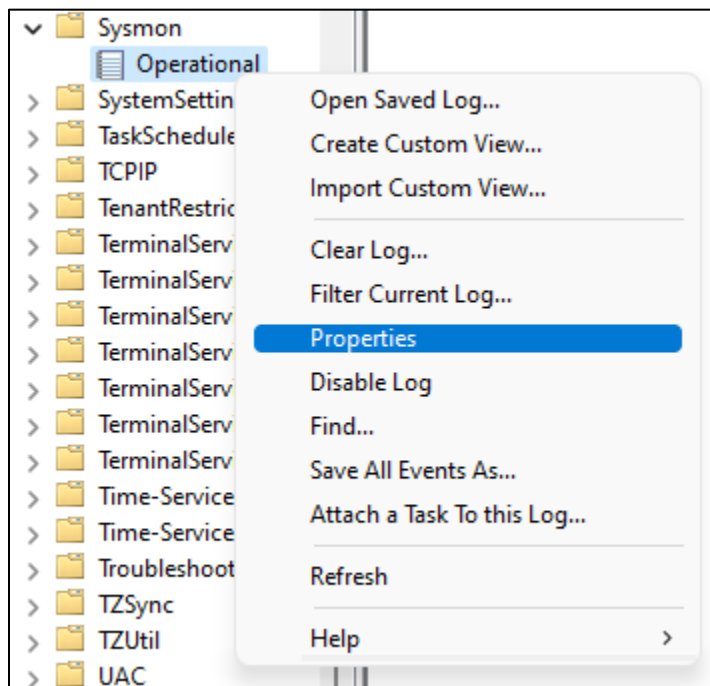 Sysmon
Operational
SystemSettin
TaskSchedule
TCPIP
TenantRestric
TerminalServ
TerminalServ
TerminalServ
TerminalServ
TerminalServ
TerminalServ
TerminalServ
Time-Service
Time-Service
Troubleshoot
TZSync
TZUtil
UAC
Open Saved Log...
Create Custom View...
Import Custom View...
Clear Log...
Filter Current Log...
Properties
Disable Log
Find...
Save All Events As...
Attach a Task To this Log...
Refresh
Help